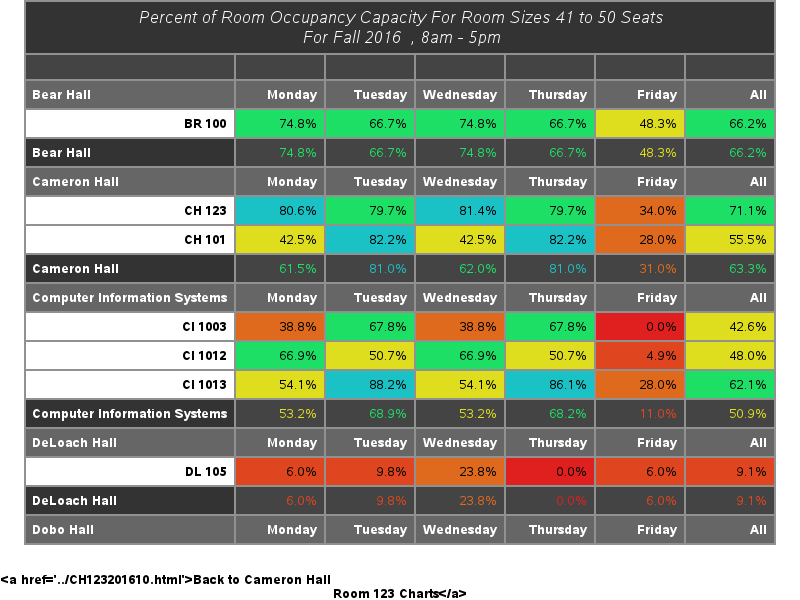 Percent of Room Occupancy Capacity For Room Sizes 41 to 50 Seats
For Fall 2016 , 8am - 5pm
Bear Hall Monday Tuesday Wednesday Thursday Friday All
BR 100 74.8% 66.7% 74.8% 66.7% 48.3% 66.2%
Bear Hall 74.8% 66.7% 74.8% 66.7% 48.3% 66.2%
Cameron Hall Monday Tuesday Wednesday Thursday Friday All
CH 123 80.6% 79.7% 81.4% 79.7% 34.0% 71.1%
CH 101 42.5% 82.2% 42.5% 82.2% 28.0% 55.5%
Cameron Hall 61.5% 81.0% 62.0% 81.0% 31.0% 63.3%
Computer Information Systems Monday Tuesday Wednesday Thursday Friday All
CI 1003 38.8% 67.8% 38.8% 67.8% 0.0% 42.6%
CI 1012 66.9% 50.7% 66.9% 50.7% 4.9% 48.0%
CI 1013 54.1% 88.2% 54.1% 86.1% 28.0% 62.1%
Computer Information Systems 53.2% 68.9% 53.2% 68.2% 11.0% 50.9%
DeLoach Hall Monday Tuesday Wednesday Thursday Friday All
DL 105 6.0% 9.8% 23.8% 0.0% 6.0% 9.1%
DeLoach Hall 6.0% 9.8% 23.8% 0.0% 6.0% 9.1%
Dobo Hall Monday Tuesday Wednesday Thursday Friday All
<a href='../CH123201610.html'>Back to Cameron Hall
Room 123 Charts</a>